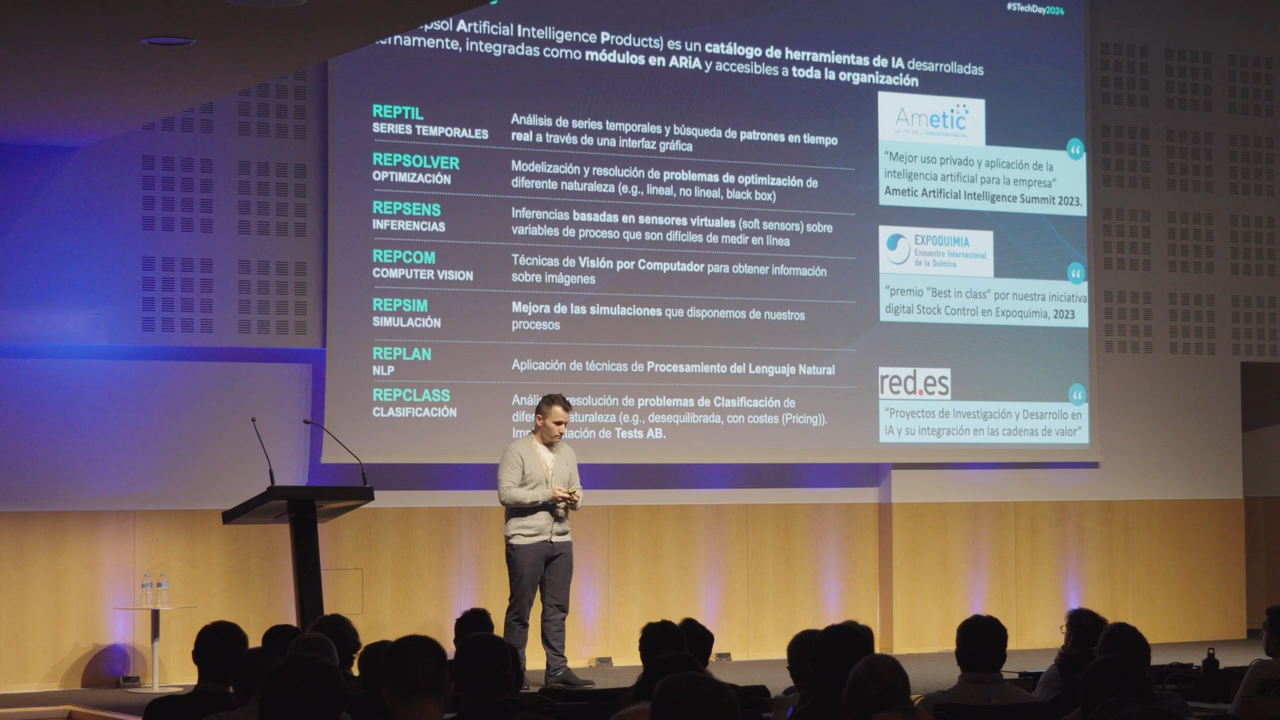 #STechDay2024
Artificial Intelligence Products) es un catálogo de herramientas de IA desarrolladas
integradas como módulos en ARiA y accesibles a toda la organización
REPTIL
SERIES TEMPORALES
Análisis de series temporales y búsqueda de patrones en tiempo
real a través de una interfaz gráfica
REPSOLVER
OPTIMIZACIÓN
Modelización y resolución de problemas de optimización de
diferente naturaleza (e.g., lineal, no lineal, black box)
REPSENS
INFERENCIAS
Inferencias basadas en sensores virtuales (soft sensors) sobre
variables de proceso que son difíciles de medir en línea
REPCOM
COMPUTER VISION
Técnicas de Visión por Computador para obtener información
sobre imágenes
REPSIM
SIMULACIÓN
Mejora de las simulaciones que disponemos de nuestros
procesos
REPLAN
NLP
Aplicación de técnicas de Procesamiento del Lenguaje Natural
REPCLASS
CLASIFICACIÓN
resolución de problemas de Clasificación de
naturaleza (e.g., desequilibrada, con costes (Pricing)).
de Tests AB.
Ametic
“Mejor uso privado y aplicación de la
inteligencia artificial para la empresa”
Ametic Artificial Intelligence Summit 2023.
EXPOQUIMIA
Encuentro Internacional
de la Química
“premio “Best in class” por nuestra iniciativa
digital Stock Control en Expoquimia, 2023
red.es
“Proyectos de Investigación y Desarrollo en
IA y su integración en las cadenas de valor”